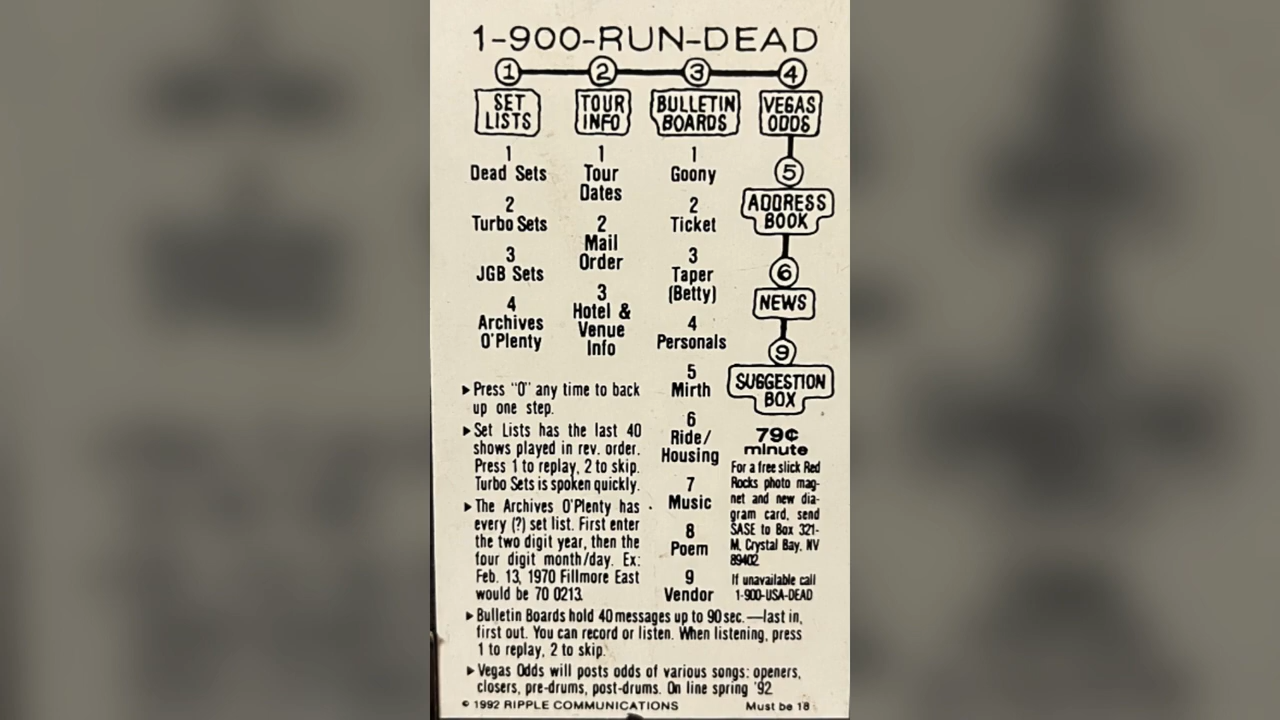 1-900-RUN-DEAD
1
SET
LISTS
1
Dead Sets
2
Turbo Sets
3
JGB Sets
4
Archives
O'Plenty
2
TOUR
INFO
1
Tour
Dates
2
Mail
Order
3
Hotel &
Venue
Info
3
BULLETIN
BOARDS
1
Goony
2
Ticket
3
Taper
(Betty)
4
Personals
5
Mirth
6
Ride/
Housing
7
Music
8
Poem
9
Vendor
4
VEGAS
ODDS
5
ADDRESS
BOOK
6
NEWS
9
SUGGESTION
BOX
79¢
minute
For a free slick Red
Rocks photo mag-
net and new dia-
gram card, send
SASE to Box 321-
M, Crystal Bay, NV
89402
If unavailable call
1-900-USA-DEAD
▸ Press "0" any time to back
up one step.
▸ Set Lists has the last 40
shows played in rev. order.
Press 1 to replay, 2 to skip.
Turbo Sets is spoken quickly.
▸ The Archives O'Plenty has
every (?) set list. First enter
the two digit year, then the
four digit month/day. Ex:
Feb. 13, 1970 Fillmore East
would be 70 0213.
▸ Bulletin Boards hold 40 messages up to 90 sec.—last in,
first out. You can record or listen. When listening, press
1 to replay, 2 to skip.
▸ Vegas Odds will posts odds of various songs: openers,
closers, pre-drums, post-drums. On line spring '92
© 1992 RIPPLE COMMUNICATIONS
Must be 18